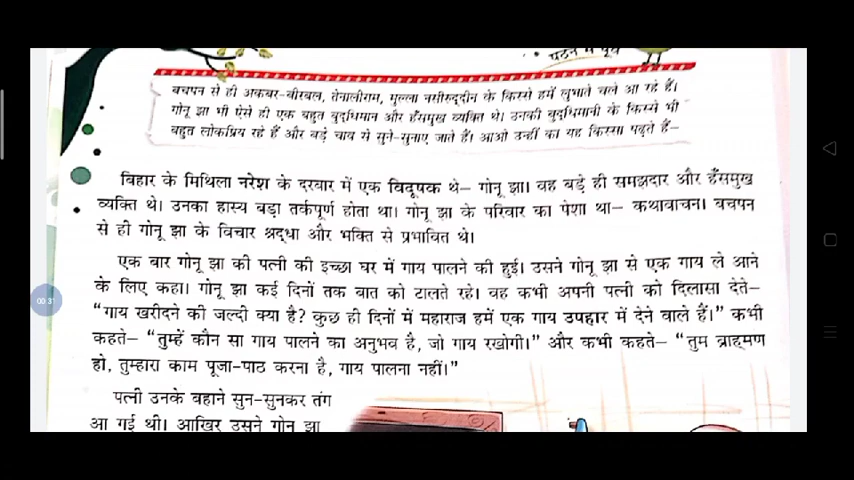 पढ़ने से पूर्व
बचपन से ही अकबर-बीरबल, तेनालीराम, मुल्ला नसीरुद्दीन के किस्से हमें लुभाते चले आ रहे हैं।
गोनू झा भी ऐसे ही एक बहुत बुद्धिमान और हँसमुख व्यक्ति थे। उनकी बुद्धिमानी के किस्से भी
बहुत लोकप्रिय रहे हैं और बड़े चाव से सुने-सुनाए जाते हैं। आओ उन्हीं का यह किस्सा पढ़ते हैं–
बिहार के मिथिला नरेश के दरबार में एक विदूषक थे– गोनू झा। वह बड़े ही समझदार और हँसमुख
व्यक्ति थे। उनका हास्य बड़ा तर्कपूर्ण होता था। गोनू झा के परिवार का पेशा था– कथावाचन। बचपन
से ही गोनू झा के विचार श्रद्धा और भक्ति से प्रभावित थे।
एक बार गोनू झा की पत्नी की इच्छा घर में गाय पालने की हुई। उसने गोनू झा से एक गाय ले आने
के लिए कहा। गोनू झा कई दिनों तक बात को टालते रहे। वह कभी अपनी पत्नी को दिलासा देते–
“गाय खरीदने की जल्दी क्या है? कुछ ही दिनों में महाराज हमें एक गाय उपहार में देने वाले हैं।” कभी
कहते– “तुम्हें कौन सा गाय पालने का अनुभव है, जो गाय रखोगी।” और कभी कहते– “तुम ब्राह्मण
हो, तुम्हारा काम पूजा-पाठ करना है, गाय पालना नहीं।”
पत्नी उनके बहाने सुन-सुनकर तंग
आ गई थी। आखिर उसने गोनू झा
00:31